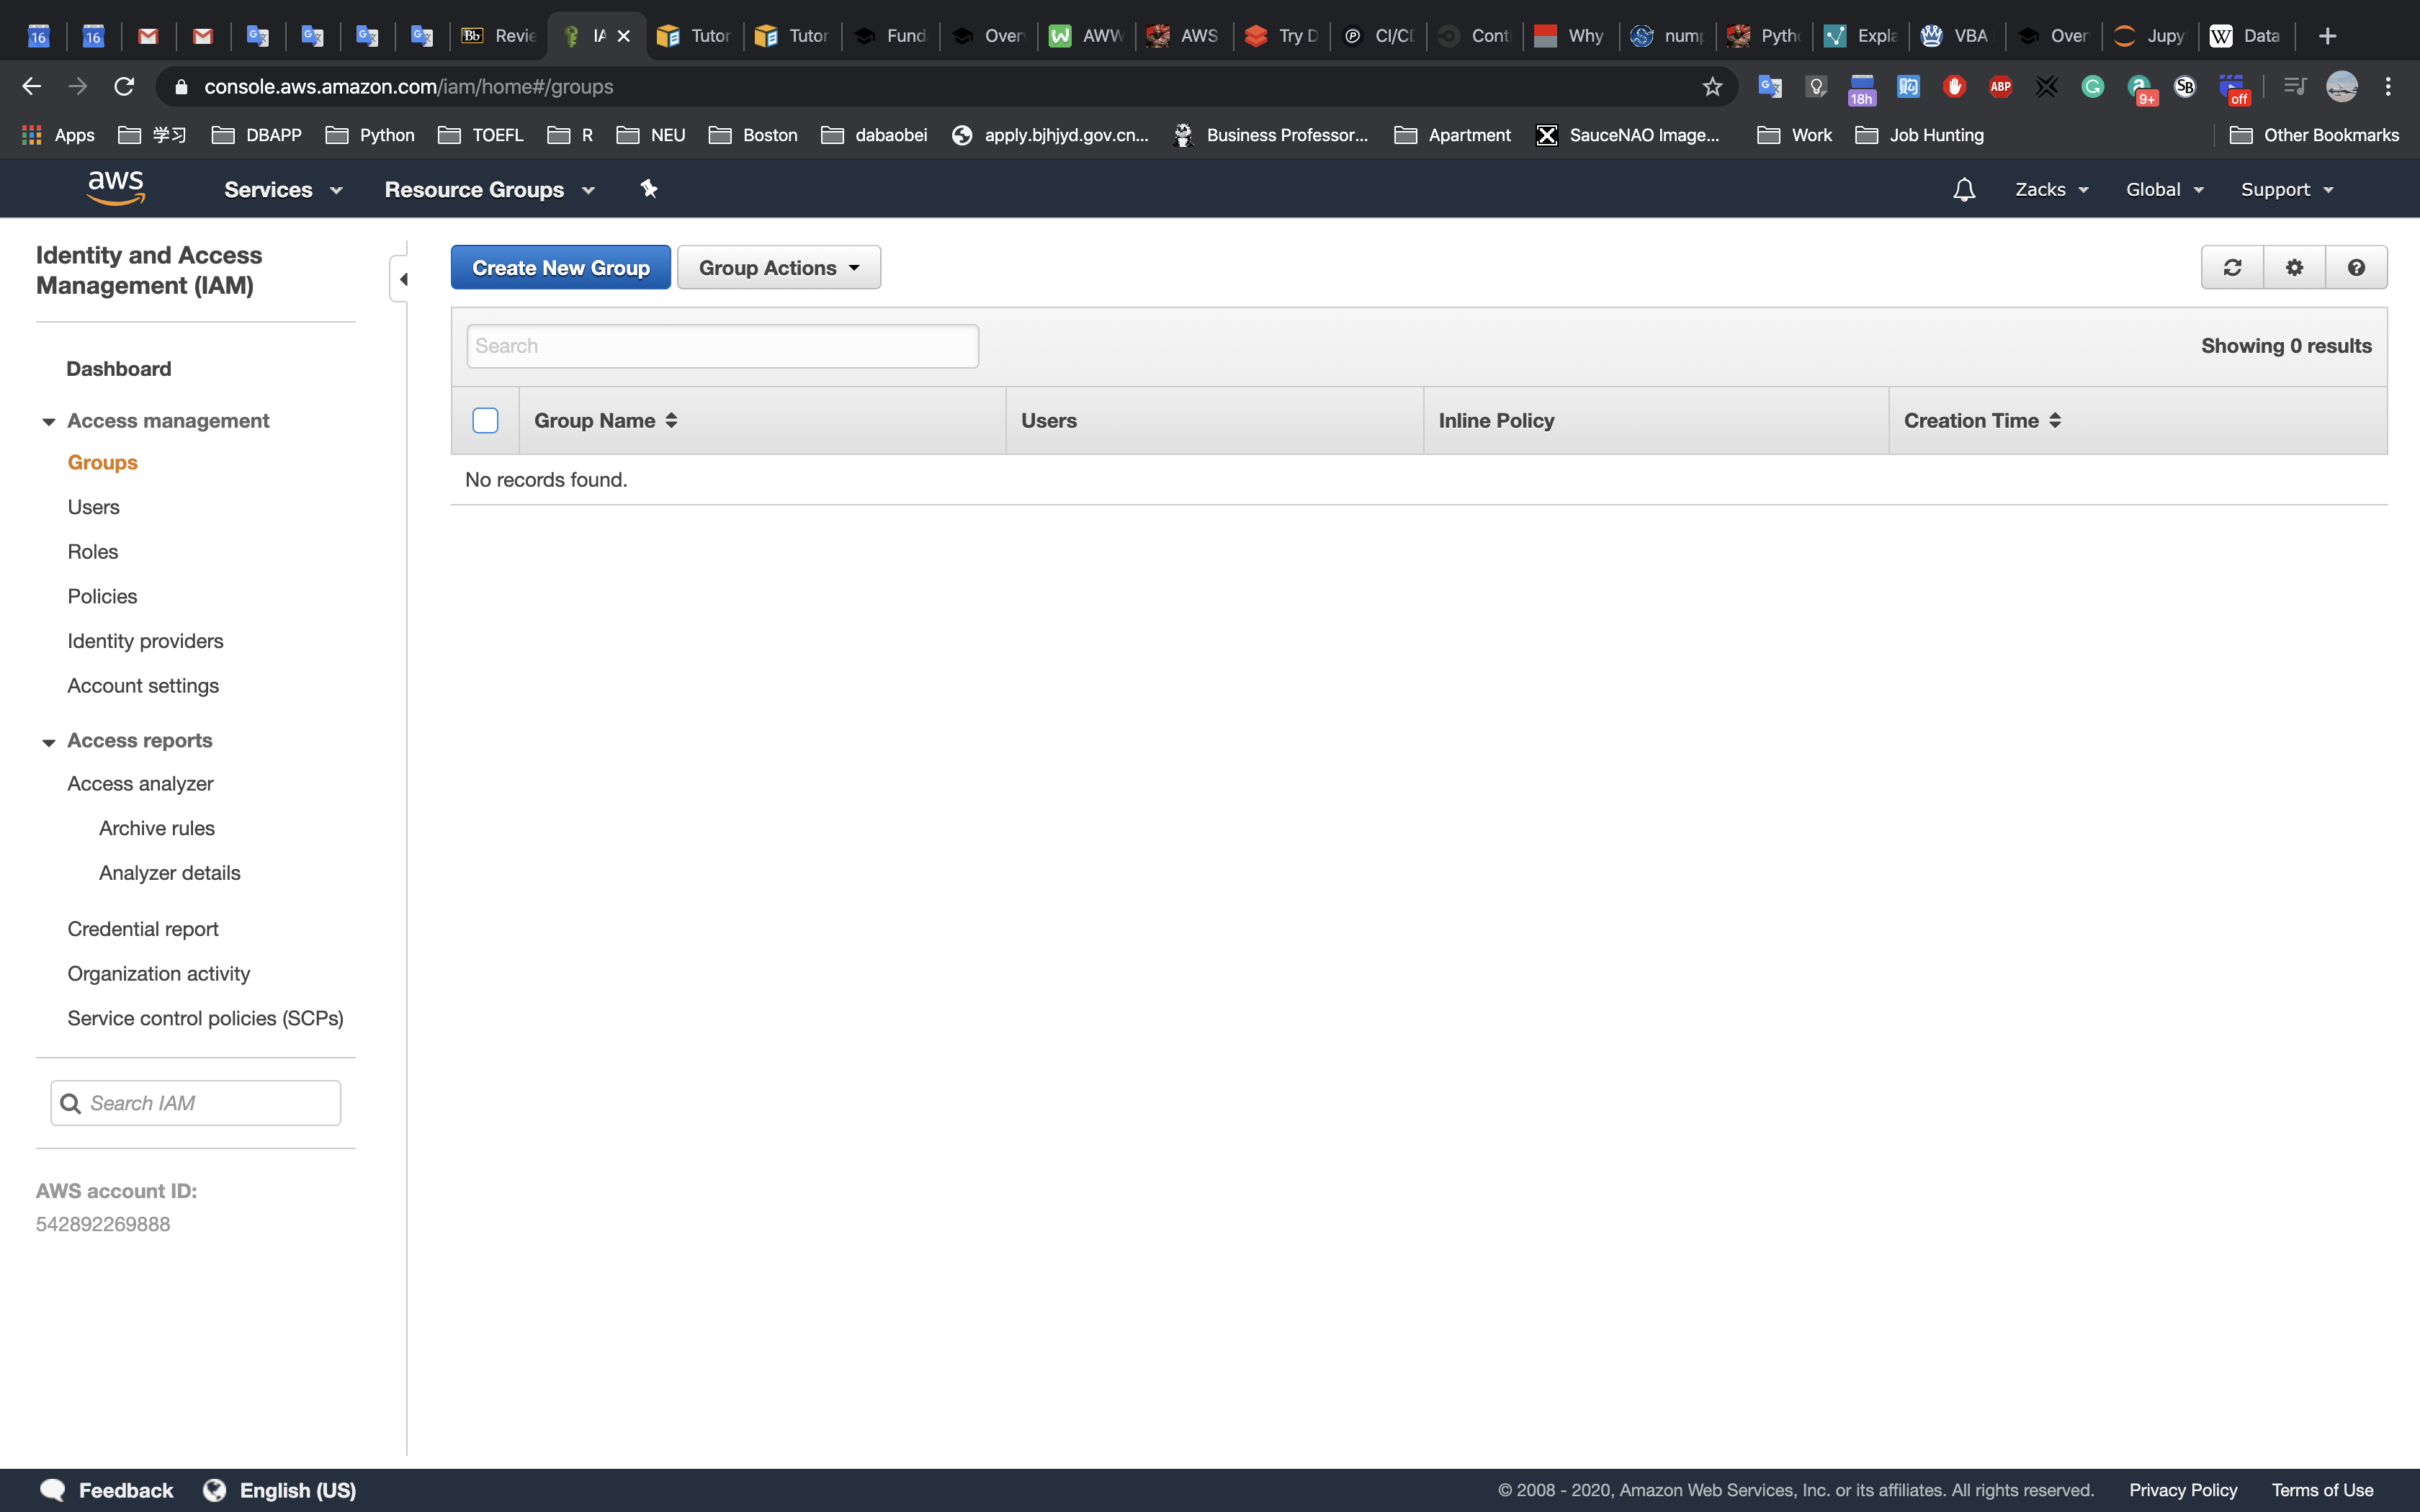 16
16
Bb Revie
IA
Tutor
Tutor
Fund
Over
AWW
AWS
Try D
CI/CD
Cont
Why
nump
Pytho
Expla
VBA
Over
Jupy
W Data
console.aws.amazon.com/iam/home#/groups
18h
ABP
9+
SB
off
Apps
学习
DBAPP
Python
TOEFL
R
NEU
Boston
dabaobei
apply.bjhjyd.gov.cn...
Business Professor...
Apartment
SauceNAO Image...
Work
Job Hunting
Other Bookmarks
aws
Services
Resource Groups
Zacks
Global
Support
Identity and Access
Management (IAM)
Dashboard
Access management
Groups
Users
Roles
Policies
Identity providers
Account settings
Access reports
Access analyzer
Archive rules
Analyzer details
Credential report
Organization activity
Service control policies (SCPs)
Search IAM
AWS account ID:
542892269888
Create New Group
Group Actions
Search
Showing 0 results
Group Name
Users
Inline Policy
Creation Time
No records found.
Feedback
English (US)
© 2008 - 2020, Amazon Web Services, Inc. or its affiliates. All rights reserved.
Privacy Policy
Terms of Use